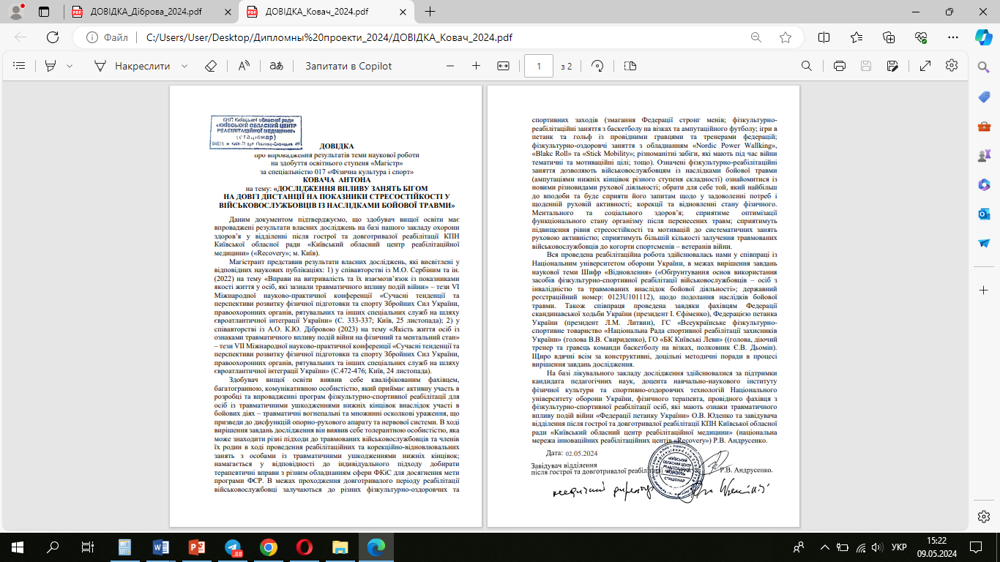 ДОВІДКА_Діброва_2024.pdf
ДОВІДКА_Ковач_2024.pdf
Файл
C:/Users/User/Desktop/Дипломны%20проекти_2024/ДОВІДКА_Ковач_2024.pdf
Накреслити
Запитати в Copilot
1
з 2
КНП Київської обласної ради
«КИЇВСЬКИЙ ОБЛАСНИЙ ЦЕНТР
РЕАБІЛІТАЦІЙНОЇ МЕДИЦИНИ»
(стаціонар)
ДОВІДКА
про впровадження результатів теми наукової роботи
на здобуття освітнього ступеня «Магістр»
за спеціальністю 017 «Фізична культура і спорт»
КОВАЧА АНТОНА
на тему: «ДОСЛІДЖЕННЯ ВПЛИВУ ЗАНЯТЬ БІГОМ
НА ДОВГІ ДИСТАНЦІЇ НА ПОКАЗНИКИ СТРЕСОСТІЙКОСТІ У
ВІЙСЬКОВОСЛУЖБОВЦІВ ІЗ НАСЛІДКАМИ БОЙОВОЇ ТРАВМИ»
Даним документом підтверджуємо, що здобувач вищої освіти має
впроваджені результати власних досліджень на базі нашого закладу охорони
здоров’я у відділенні після гострої та довготривалої реабілітації КПН
Київської обласної ради «Київський обласний центр реабілітаційної
медицини» («Recovery»; м. Київ).
Магістрант представив результати власних досліджень, які висвітлені у
відповідних наукових публікаціях: 1) у співавторстві із М.О. Сербіним та ін.
(2022) на тему «Вправи на витривалість та їх взаємозв’язок із показниками
якості життя у осіб, які зазнали травматичного впливу подій війни» – тези VI
Міжнародної науково-практичної конференції «Сучасні тенденції та
перспективи розвитку фізичної підготовки та спорту Збройних Сил України,
правоохоронних органів, рятувальних та інших спеціальних служб на шляху
євроатлантичної інтеграції України» (С. 333-337; Київ, 25 листопада); 2) у
співавторстві із А.О. К.Ю. Дібровою (2023) на тему «Якість життя осіб із
ознаками травматичного впливу подій війни на фізичний та ментальний стан»
– тези VII Міжнародної науково-практичної конференції «Сучасні тенденції та
перспективи розвитку фізичної підготовки та спорту Збройних Сил України,
правоохоронних органів, рятувальних та інших спеціальних служб на шляху
євроатлантичної інтеграції України» (С.472-476; Київ, 24 листопада).
Здобувач вищої освіти виявив себе кваліфікованим фахівцем,
багатогранною, комунікативною особистістю, який приймає активну участь в
розробці та впровадженні програм фізкультурно-спортивної реабілітації для
осіб із травматичними ушкодженнями нижніх кінцівок внаслідок участі в
бойових діях – травматичні вогнепальні та множинні осколкові ураження, що
призведи до дисфункцій опорно-рухового апарату та нервової системи. В ході
вирішення завдань дослідження він виявив себе толерантною особистістю, яка
може знаходити різні підходи до травмованих військовослужбовців та членів
їх родин в ході проведення реабілітаційних та корекційно-відновлювальних
занять з особами із травматичними ушкодженнями нижніх кінцівок;
намагається у відповідності до індивідуального підходу добирати
терапевтичні вправи з різним обладнанням сфери ФКіС для досягнення мети
програми ФСР. В межах проходження довготривалого періоду реабілітації
військовослужбовці залучаються до різних фізкультурно-оздоровчих та
спортивних заходів (змагання Федерації стронг менів; фізкультурно-
реабілітаційні заняття з баскетболу на візках та ампутаційного футболу; ігри в
петанк та гольф із провідними гравцями та тренерами федерацій;
фізкультурно-оздоровчі заняття з обладнанням «Nordic Power Wallking»,
«Blakc Roll» та «Stick Mobility»; різноманітні забіги, які мають під час війни
тематичні та мотиваційні цілі; тощо). Означені фізкультурно-реабілітаційні
заняття дозволяють військовослужбовцям із наслідками бойової травми
(ампутаціями нижніх кінцівок різного ступеня складності) ознайомитися із
новими різновидами рухової діяльності; обрати для себе той, який найбільш
до вподоби та буде сприяти його запитам щодо у задоволенні потреб і
щоденній руховій активності; корекції та відновленні стану фізичного.
Ментального та соціального здоров’я; сприятиме оптимізації
функціонального стану організму після перенесених травм; сприятимуть
підвищення рівня стресостійкості та мотивацій до систематичних занять
руховою активністю; сприятимуть більшій кількості залучення травмованих
військовослужбовців до когорти спортсменів – ветеранів війни.
Вся проведена реабілітаційна робота здійснювалась нами у співпраці із
Національним університетом оборони України, в межах вирішення завдань
наукової теми Шифр «Відновлення» («Обґрунтування основ використання
засобів фізкультурно-спортивної реабілітації військовослужбовців – осіб з
інвалідністю та травмованих внаслідок бойової діяльності»; державний
реєстраційний номер: 0123U101112), щодо подолання наслідків бойової
травми. Також співпраця проведена завдяки фахівцям Федерації
скандинавської ходьби України (президент І. Єфіменко), Федерацією петанка
України (президент Л.М. Литвин), ГС «Всеукраїнське фізкультурно-
спортивне товариство «Національна Рада спортивної реабілітації захисників
України» (голова В.В. Свириденко), ГО «БК Київські Леви» ((голова, діючий
тренер та гравець команди баскетболу на візках, полковник Є.В. Дьомін).
Щиро вдячні всім за конструктивні, доцільні методичні поради в процесі
вирішення завдань дослідження.
На базі лікувального закладу дослідження здійснювалися за підтримки
кандидата педагогічних наук, доцента навчально-наукового інституту
фізичної культури та спортивно-оздоровчих технологій Національного
університету оборони України, фізичного терапевта, провідного фахівця з
фізкультурно-спортивної реабілітації осіб, які мають ознаки травматичного
впливу подій війни «Федерації петанку України» О.В. Юденко та завідувача
відділення після гострої та довготривалої реабілітації КПН Київської обласної
ради «Київський обласний центр реабілітаційної медицини» (національна
мережа інноваційних реабілітаційних центів «Recovery») Р.В. Андрусенко.
Дата: 02.05.2024
Завідувач відділення
після гострої та довготривалої реабілітації
Р.В. Андрусенко.
«КИЇВСЬКИЙ
ОБЛАСНИЙ ЦЕНТР
РЕАБІЛІТАЦІЙНОЇ
МЕДИЦИНИ»
СТАЦІОНАР
медичний директор
88
УКР
15:22
09.05.2024